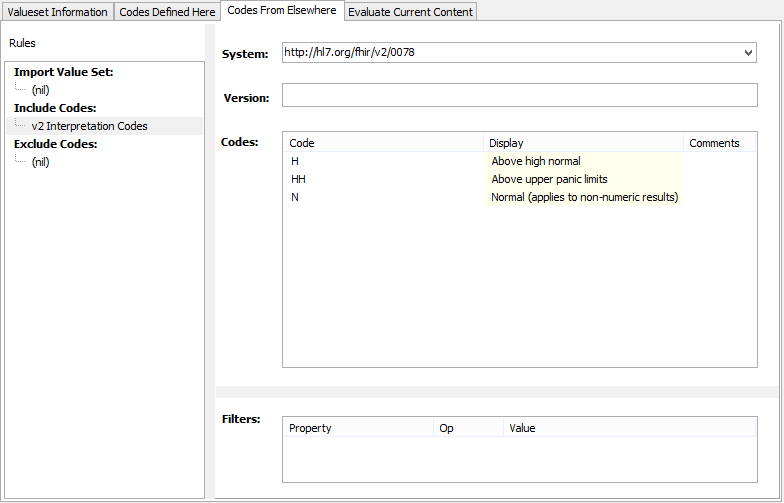 Valueset Information Codes Defined Here Codes From Elsewhere Evaluate Current Content
Rules
Import Value Set:
(nil)
Include Codes:
v2 Interpretation Codes
Exclude Codes:
(nil)
System: http://hl7.org/fhir/v2/0078
Version:
Codes:
Code Display Comments
H Above high normal
HH Above upper panic limits
N Normal (applies to non-numeric results)
Filters:
Property Op Value